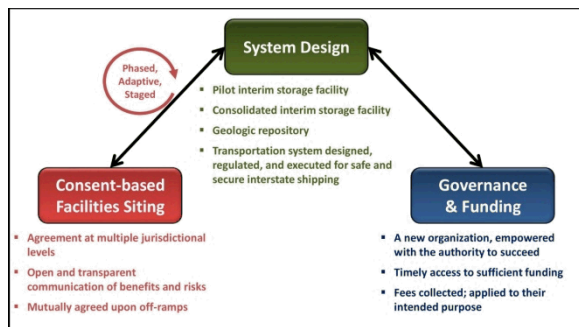 System Design
Phased,
Adaptive,
Staged
▪ Pilot interim storage facility
▪ Consolidated interim storage facility
▪ Geologic repository
▪ Transportation system designed,
regulated, and executed for safe and
secure interstate shipping
Consent-based
Facilities Siting
▪ Agreement at multiple jurisdictional
levels
▪ Open and transparent
communication of benefits and risks
▪ Mutually agreed upon off-ramps
Governance
& Funding
▪ A new organization, empowered
with the authority to succeed
▪ Timely access to sufficient funding
▪ Fees collected; applied to their
intended purpose